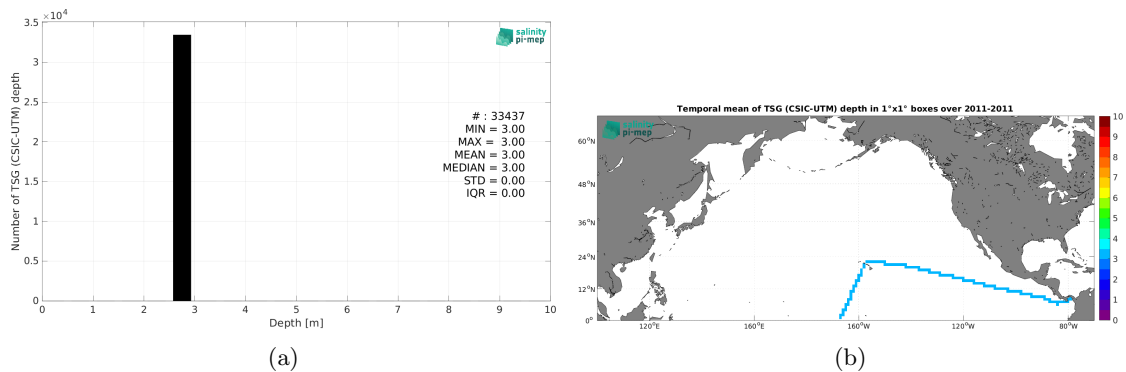 ×10^4
3.5
3
2.5
2
1.5
1
0.5
0
Number of TSG (CSIC-UTM) depth
salinity
pi-mep
# : 33437
MIN = 3.00
MAX = 3.00
MEAN = 3.00
MEDIAN = 3.00
STD = 0.00
IQR = 0.00
0 1 2 3 4 5 6 7 8 9 10
Depth [m]
(a)
Temporal mean of TSG (CSIC-UTM) depth in 1°x1° boxes over 2011-2011
salinity
pi-mep
60°N
48°N
36°N
24°N
12°N
0°
120°E 160°E 160°W 120°W 80°W
10
9
8
7
6
5
4
3
2
1
0
(b)